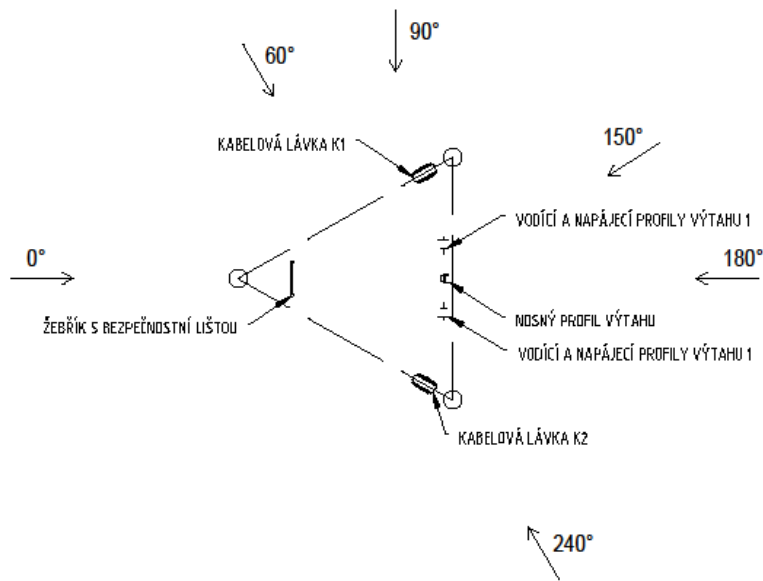 90°
60°
150°
KABELOVÁ LÁVKA K1
VODÍCÍ A NAPÁJECÍ PROFILY VÝTAHU 1
0°
180°
NOSNÝ PROFIL VÝTAHU
ŽEBŘÍK S BEZPEČNOSTNÍ LIŠTOU
VODÍCÍ A NAPÁJECÍ PROFILY VÝTAHU 1
KABELOVÁ LÁVKA K2
240°